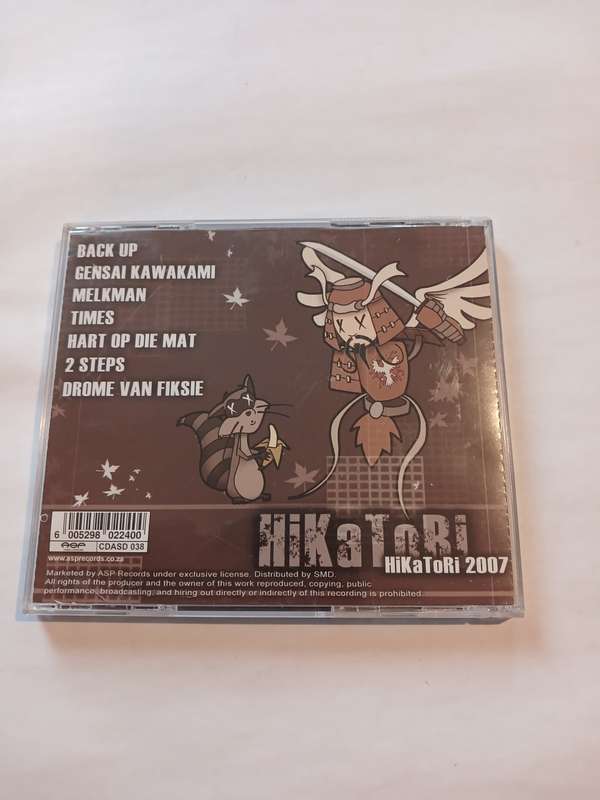 BACK UP
GENSAI KAWAKAMI
MELKMAN
TIMES
HART OP DIE MAT
2 STEPS
DROME VAN FIKSIE
HiKaToRi
HiKaToRi 2007
6 005298 022400
ASP CDASD 038
www.asprecords.co.za
Marketed by ASP Records under exclusive license. Distributed by SMD.
All rights of the producer and the owner of this work reproduced, copying, public
performance, broadcasting, and hiring out directly or indirectly of this recording is prohibited.